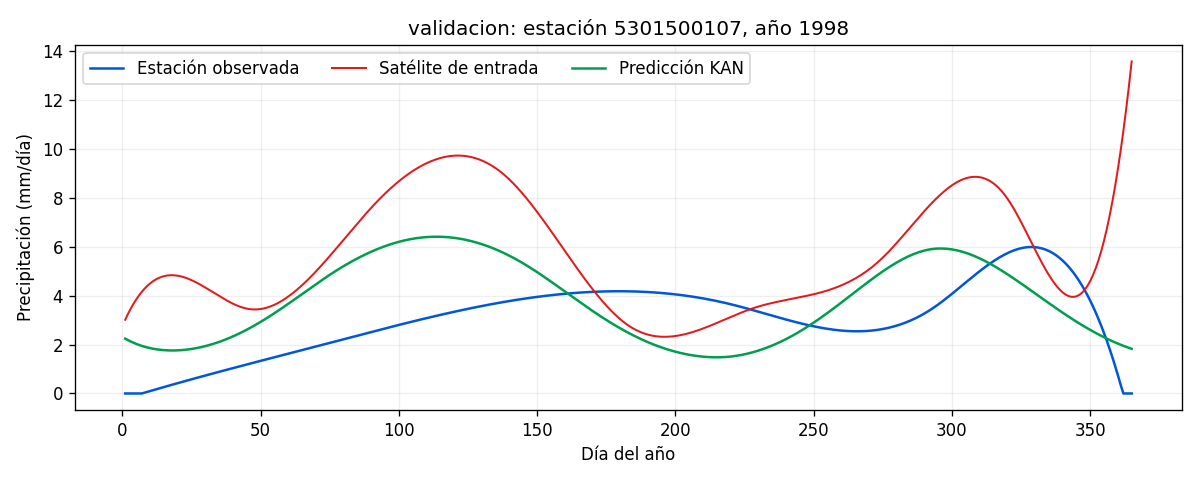 validacion: estación 5301500107, año 1998
Estación observada
Satélite de entrada
Predicción KAN
Precipitación (mm/día)
14
12
10
8
6
4
2
0
0
50
100
150
200
250
300
350
Día del año